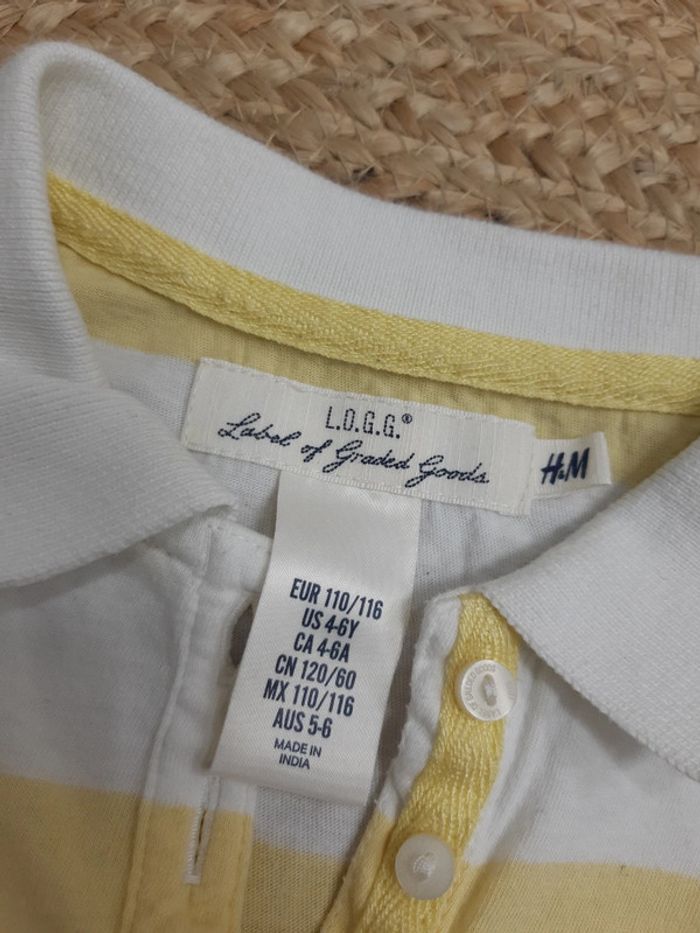 L.O.G.G.®
Label of Graded Goods
H&M
EUR 110/116
US 4-6Y
CA 4-6A
CN 120/60
MX 110/116
AUS 5-6
MADE IN
INDIA